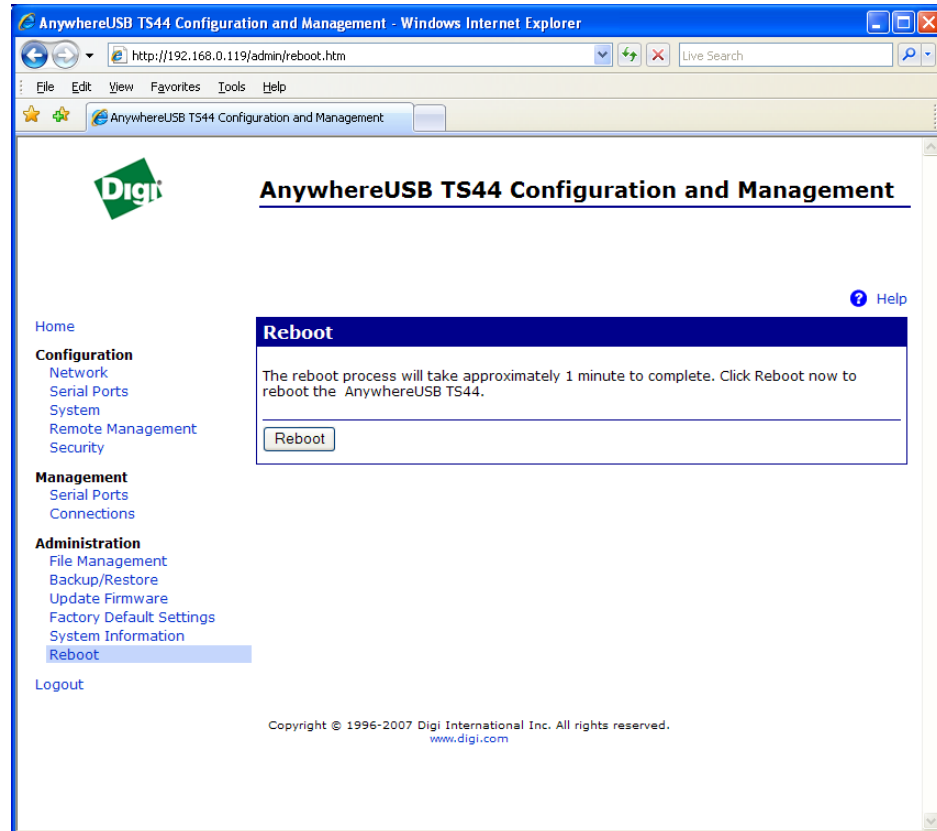 AnywhereUSB TS44 Configuration and Management - Windows Internet Explorer
http://192.168.0.119/admin/reboot.htm
Live Search
File Edit View Favorites Tools Help
AnywhereUSB TS44 Configuration and Management
Digi
AnywhereUSB TS44 Configuration and Management
? Help
Home
Configuration
Network
Serial Ports
System
Remote Management
Security
Management
Serial Ports
Connections
Administration
File Management
Backup/Restore
Update Firmware
Factory Default Settings
System Information
Reboot
Logout
Reboot
The reboot process will take approximately 1 minute to complete. Click Reboot now to
reboot the AnywhereUSB TS44.
Reboot
Copyright © 1996-2007 Digi International Inc. All rights reserved.
www.digi.com